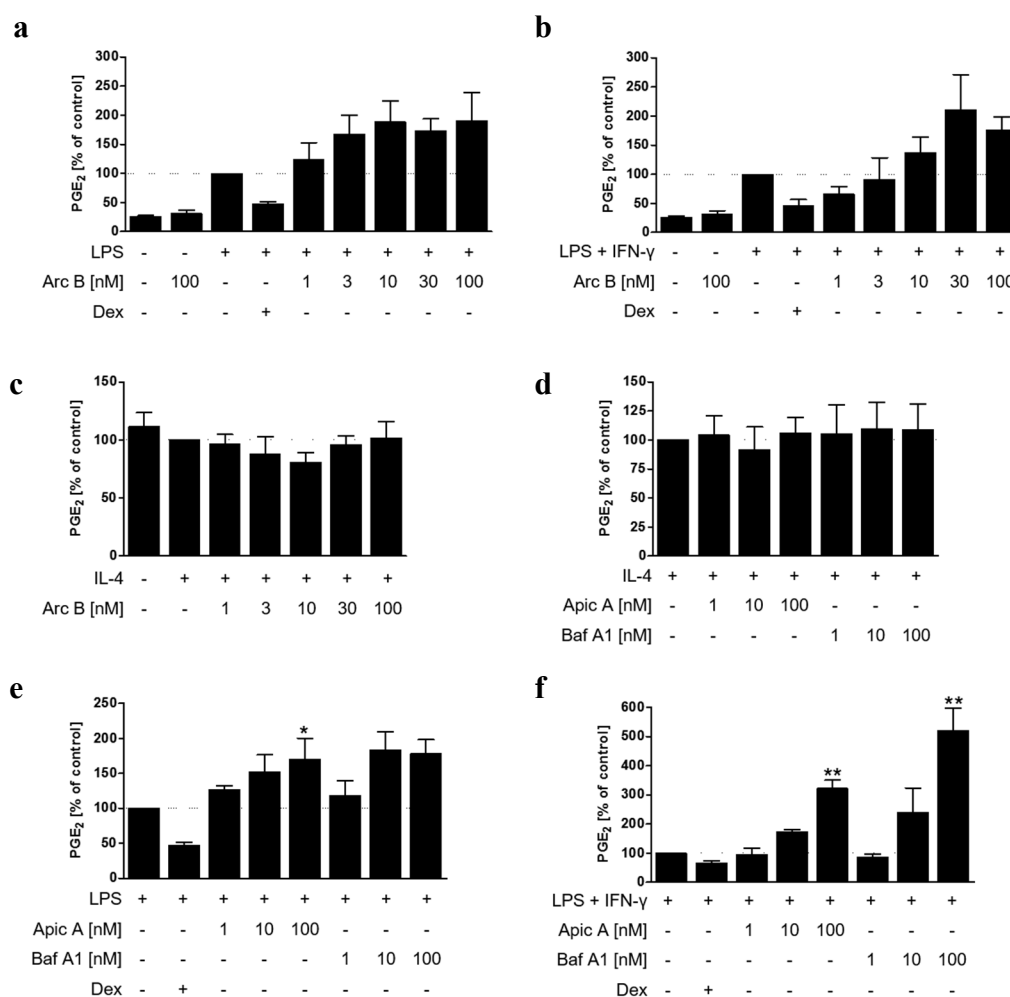 a
PGE₂ [% of control]
300
250
200
150
100
50
0
LPS - - + + + + + + +
Arc B [nM] - 100 - - 1 3 10 30 100
Dex - - - + - - - - -
b
PGE₂ [% of control]
300
250
200
150
100
50
0
LPS + IFN-γ - - + + + + + + +
Arc B [nM] - 100 - - 1 3 10 30 100
Dex - - - + - - - - -
c
PGE₂ [% of control]
150
100
50
0
IL-4 - + + + + + +
Arc B [nM] - - 1 3 10 30 100
d
PGE₂ [% of control]
150
125
100
75
50
25
0
IL-4 + + + + + + +
Apic A [nM] - 1 10 100 - - -
Baf A1 [nM] - - - - 1 10 100
e
PGE₂ [% of control]
250
200
150
100
50
0
*
LPS + + + + + + + +
Apic A [nM] - - 1 10 100 - - -
Baf A1 [nM] - - - - - 1 10 100
Dex - + - - - - - -
f
PGE₂ [% of control]
600
500
400
300
200
100
0
** **
LPS + IFN-γ + + + + + + + +
Apic A [nM] - - 1 10 100 - - -
Baf A1 [nM] - - - - - 1 10 100
Dex - + - - - - - -